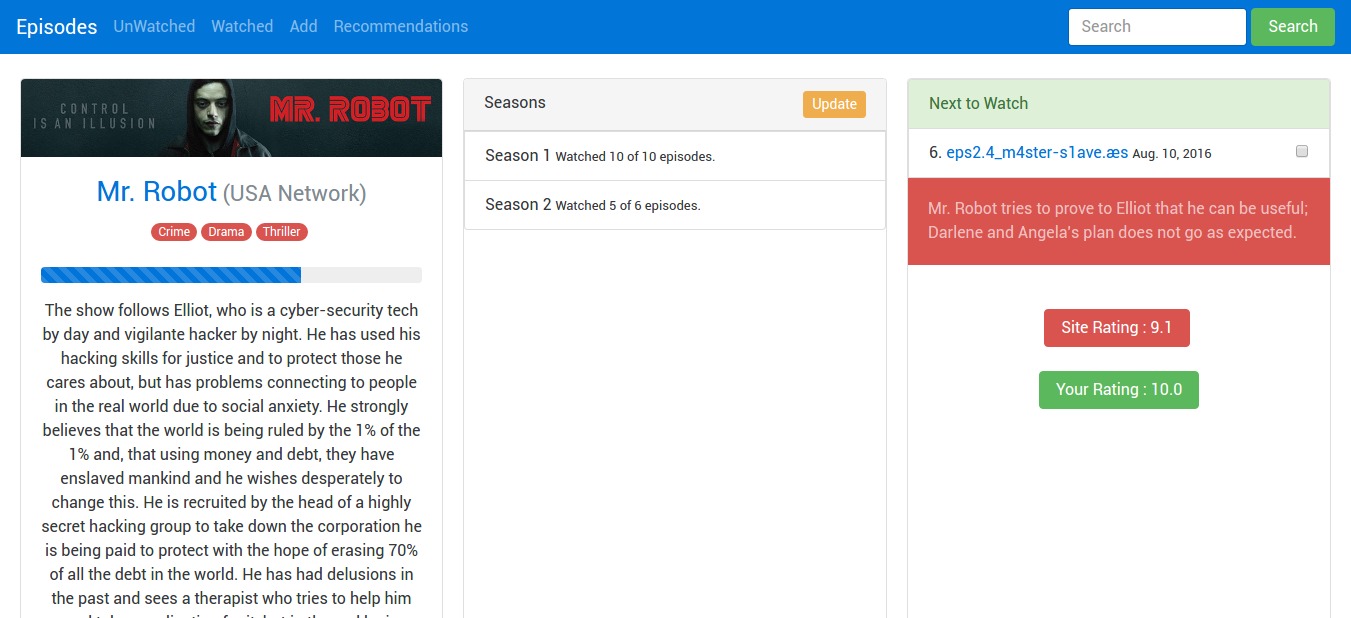 Episodes UnWatched Watched Add Recommendations Search Search
CONTROL
IS AN ILLUSION
MR. ROBOT
Mr. Robot (USA Network)
Crime Drama Thriller
The show follows Elliot, who is a cyber-security tech
by day and vigilante hacker by night. He has used his
hacking skills for justice and to protect those he
cares about, but has problems connecting to people
in the real world due to social anxiety. He strongly
believes that the world is being ruled by the 1% of the
1% and, that using money and debt, they have
enslaved mankind and he wishes desperately to
change this. He is recruited by the head of a highly
secret hacking group to take down the corporation he
is being paid to protect with the hope of erasing 70%
of all the debt in the world. He has had delusions in
the past and sees a therapist who tries to help him
Seasons Update
Season 1 Watched 10 of 10 episodes.
Season 2 Watched 5 of 6 episodes.
Next to Watch
6. eps2.4_m4ster-s1ave.æs Aug. 10, 2016
Mr. Robot tries to prove to Elliot that he can be useful;
Darlene and Angela's plan does not go as expected.
Site Rating : 9.1
Your Rating : 10.0